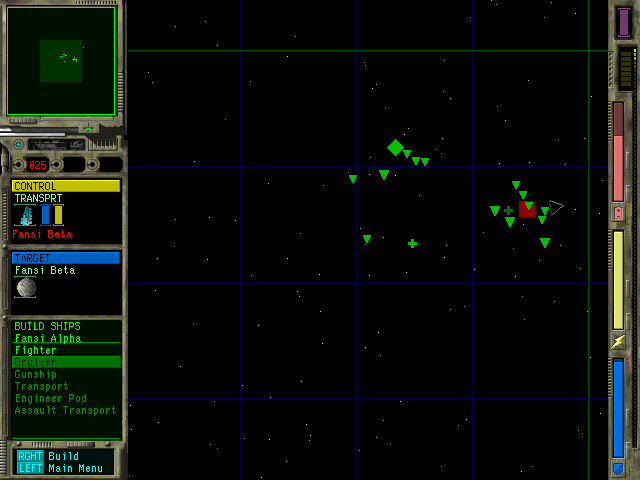 025
CONTROL
TRANSPRT
Fansi Beta
TARGET
Fansi Beta
BUILD SHIPS
Fansi Alpha
Fighter
Cruiser
Gunship
Transport
Engineer Pod
Assault Transport
RGHT Build
LEFT Main Menu